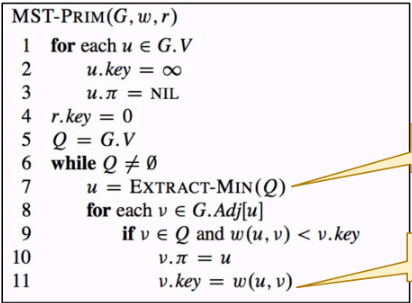 MST-PRIM(G, w, r)
1 for each u ∈ G.V
2 u.key = ∞
3 u.π = NIL
4 r.key = 0
5 Q = G.V
6 while Q ≠ ∅
7 u = EXTRACT-MIN(Q)
8 for each v ∈ G.Adj[u]
9 if v ∈ Q and w(u, v) < v.key
10 v.π = u
11 v.key = w(u, v)